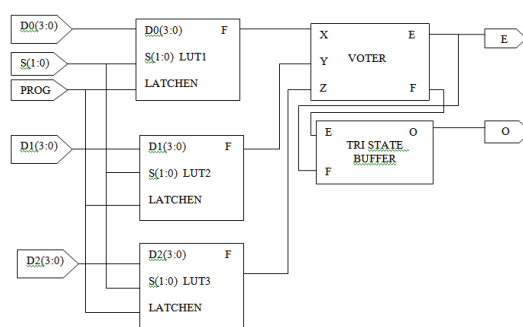 D0(3:0)
S(1:0)
PROG
D0(3:0) F
S(1:0) LUT1
LATCHEN
X E
Y VOTER
Z F
E
D1(3:0)
D1(3:0) F
S(1:0) LUT2
LATCHEN
E O
TRI STATE
BUFFER
F
O
D2(3:0)
D2(3:0) F
S(1:0) LUT3
LATCHEN